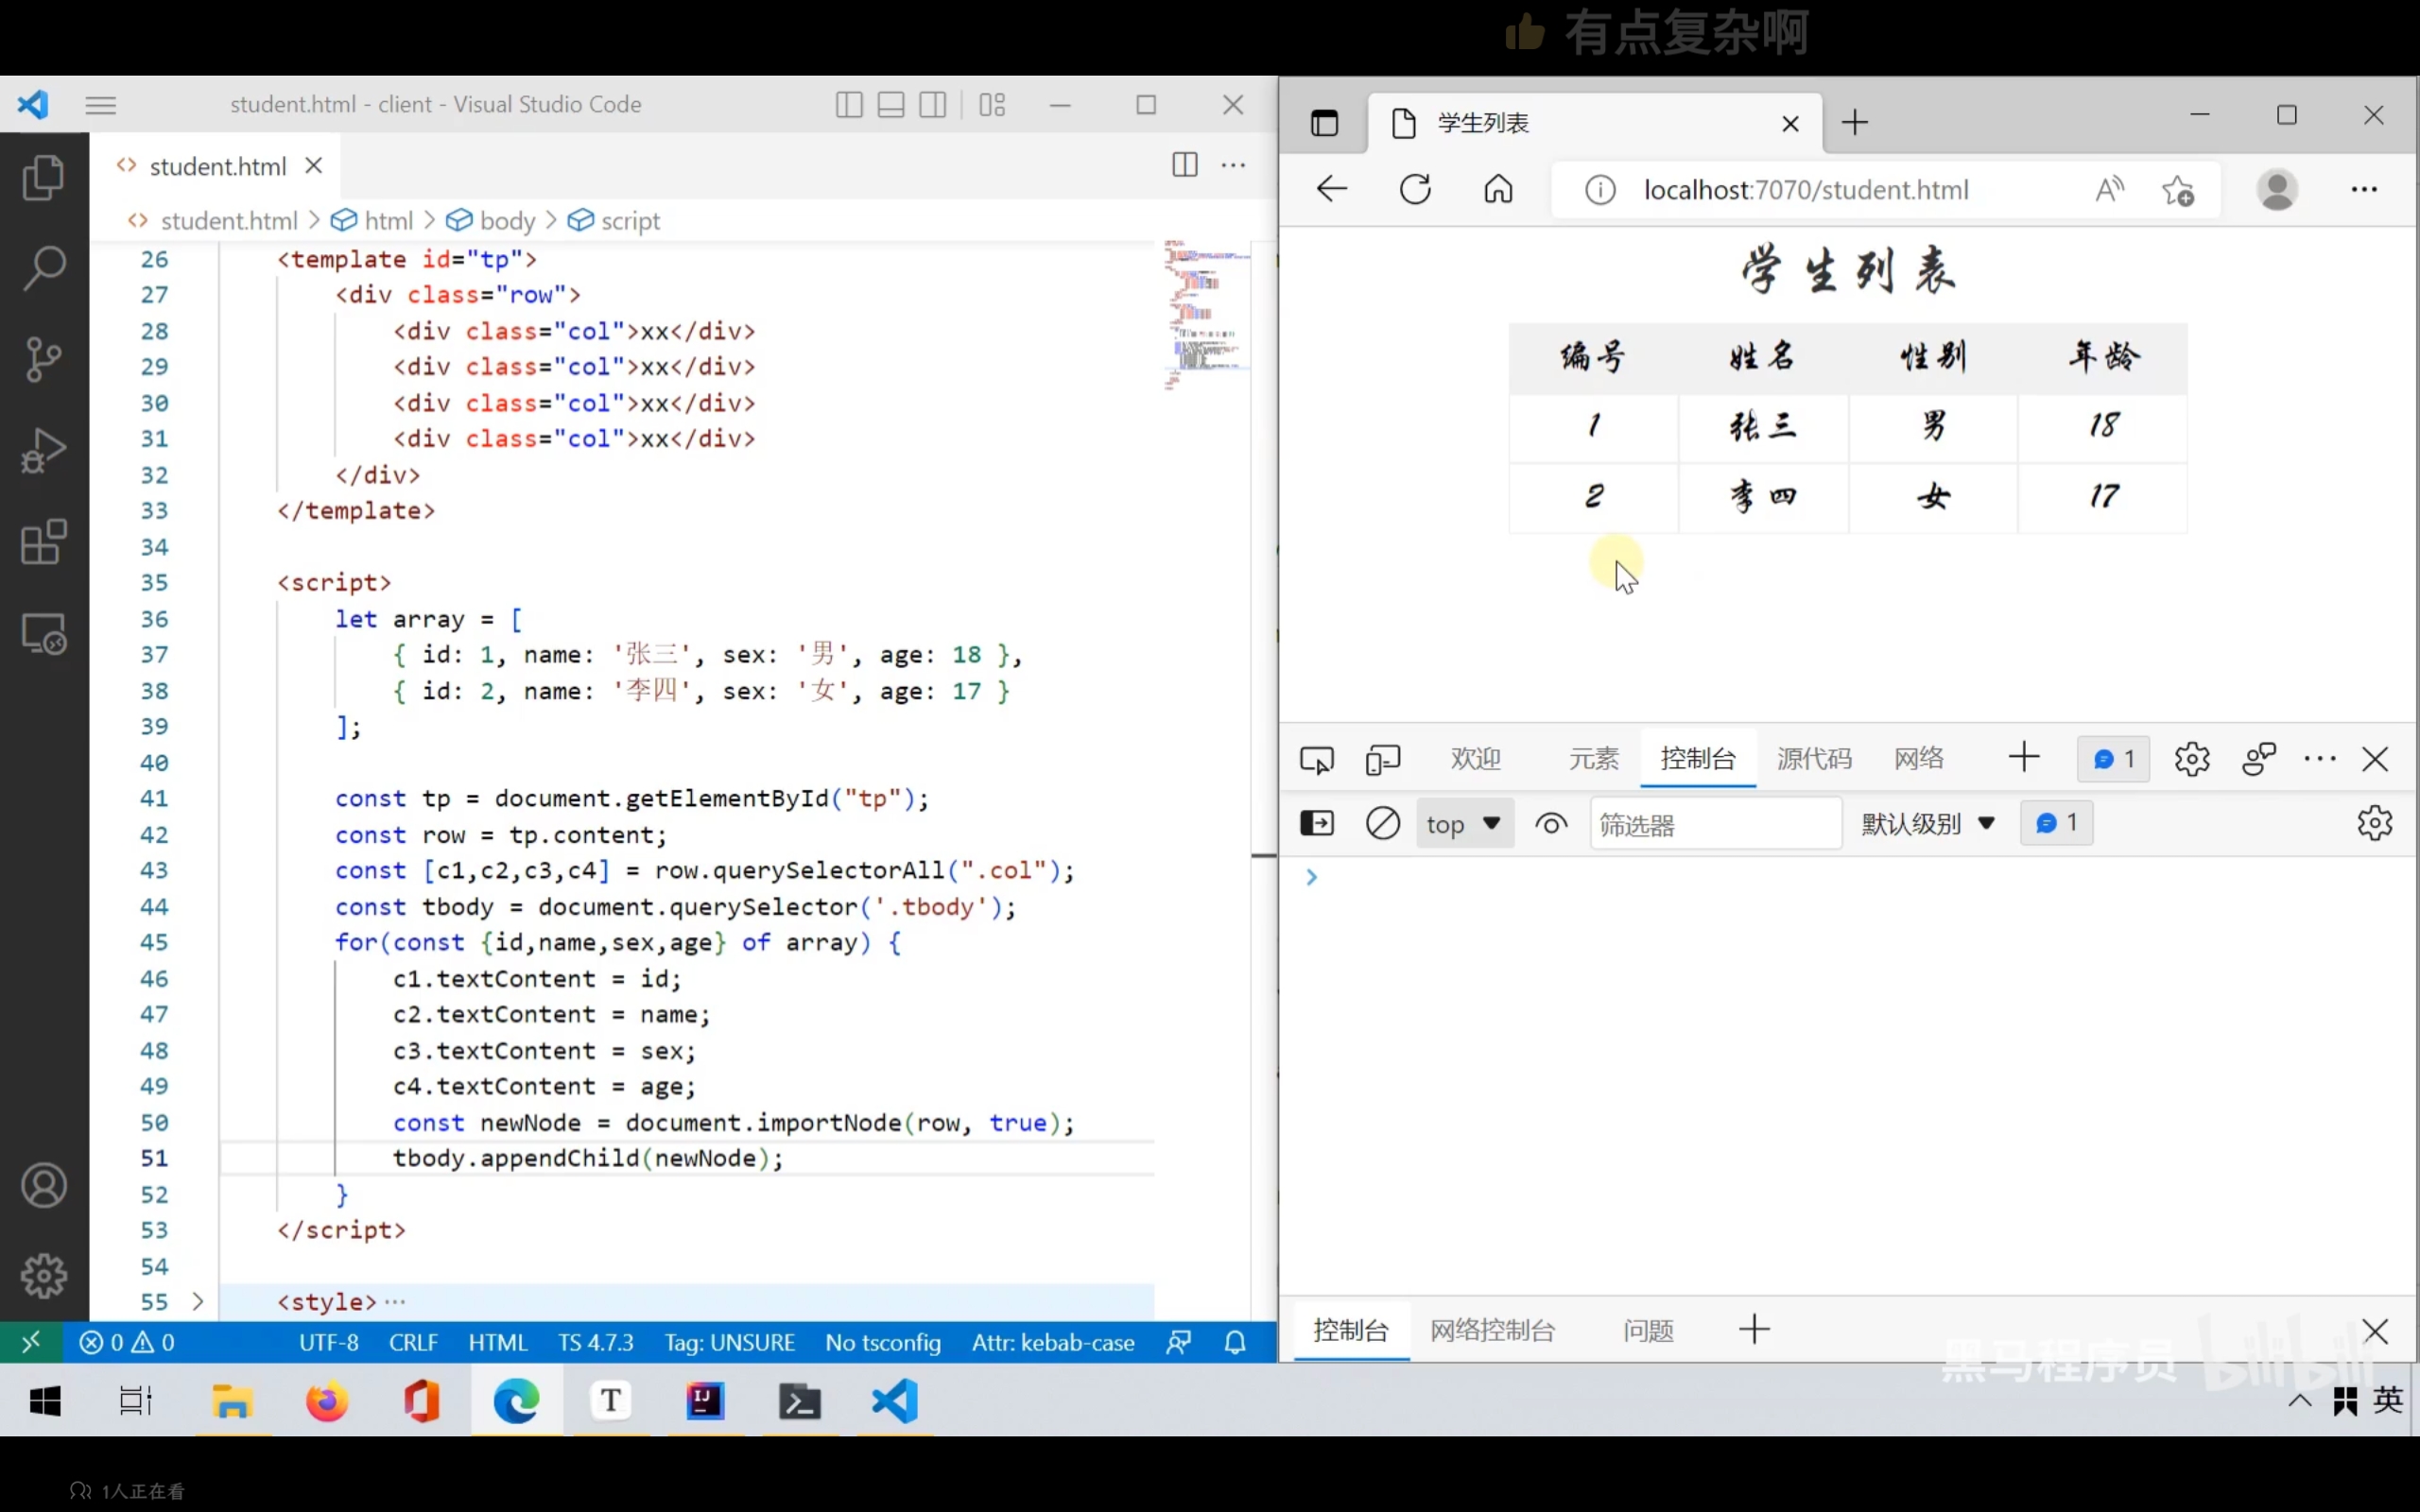 有点复杂啊
student.html - client - Visual Studio Code
student.html
student.html > html > body > script
26 <template id="tp">
27 <div class="row">
28 <div class="col">xx</div>
29 <div class="col">xx</div>
30 <div class="col">xx</div>
31 <div class="col">xx</div>
32 </div>
33 </template>
34
35 <script>
36 let array = [
37 { id: 1, name: '张三', sex: '男', age: 18 },
38 { id: 2, name: '李四', sex: '女', age: 17 }
39 ];
40
41 const tp = document.getElementById("tp");
42 const row = tp.content;
43 const [c1,c2,c3,c4] = row.querySelectorAll(".col");
44 const tbody = document.querySelector('.tbody');
45 for(const {id,name,sex,age} of array) {
46 c1.textContent = id;
47 c2.textContent = name;
48 c3.textContent = sex;
49 c4.textContent = age;
50 const newNode = document.importNode(row, true);
51 tbody.appendChild(newNode);
52 }
53 </script>
54
55 <style>…
0 0 UTF-8 CRLF HTML TS 4.7.3 Tag: UNSURE No tsconfig Attr: kebab-case
学生列表
localhost:7070/student.html
学生列表
编号 姓名 性别 年龄
1 张三 男 18
2 李四 女 17
欢迎 元素 控制台 源代码 网络 1
top 筛选器 默认级别 1
控制台 网络控制台 问题
黑马程序员 bilibili
T IJ 英
1人正在看